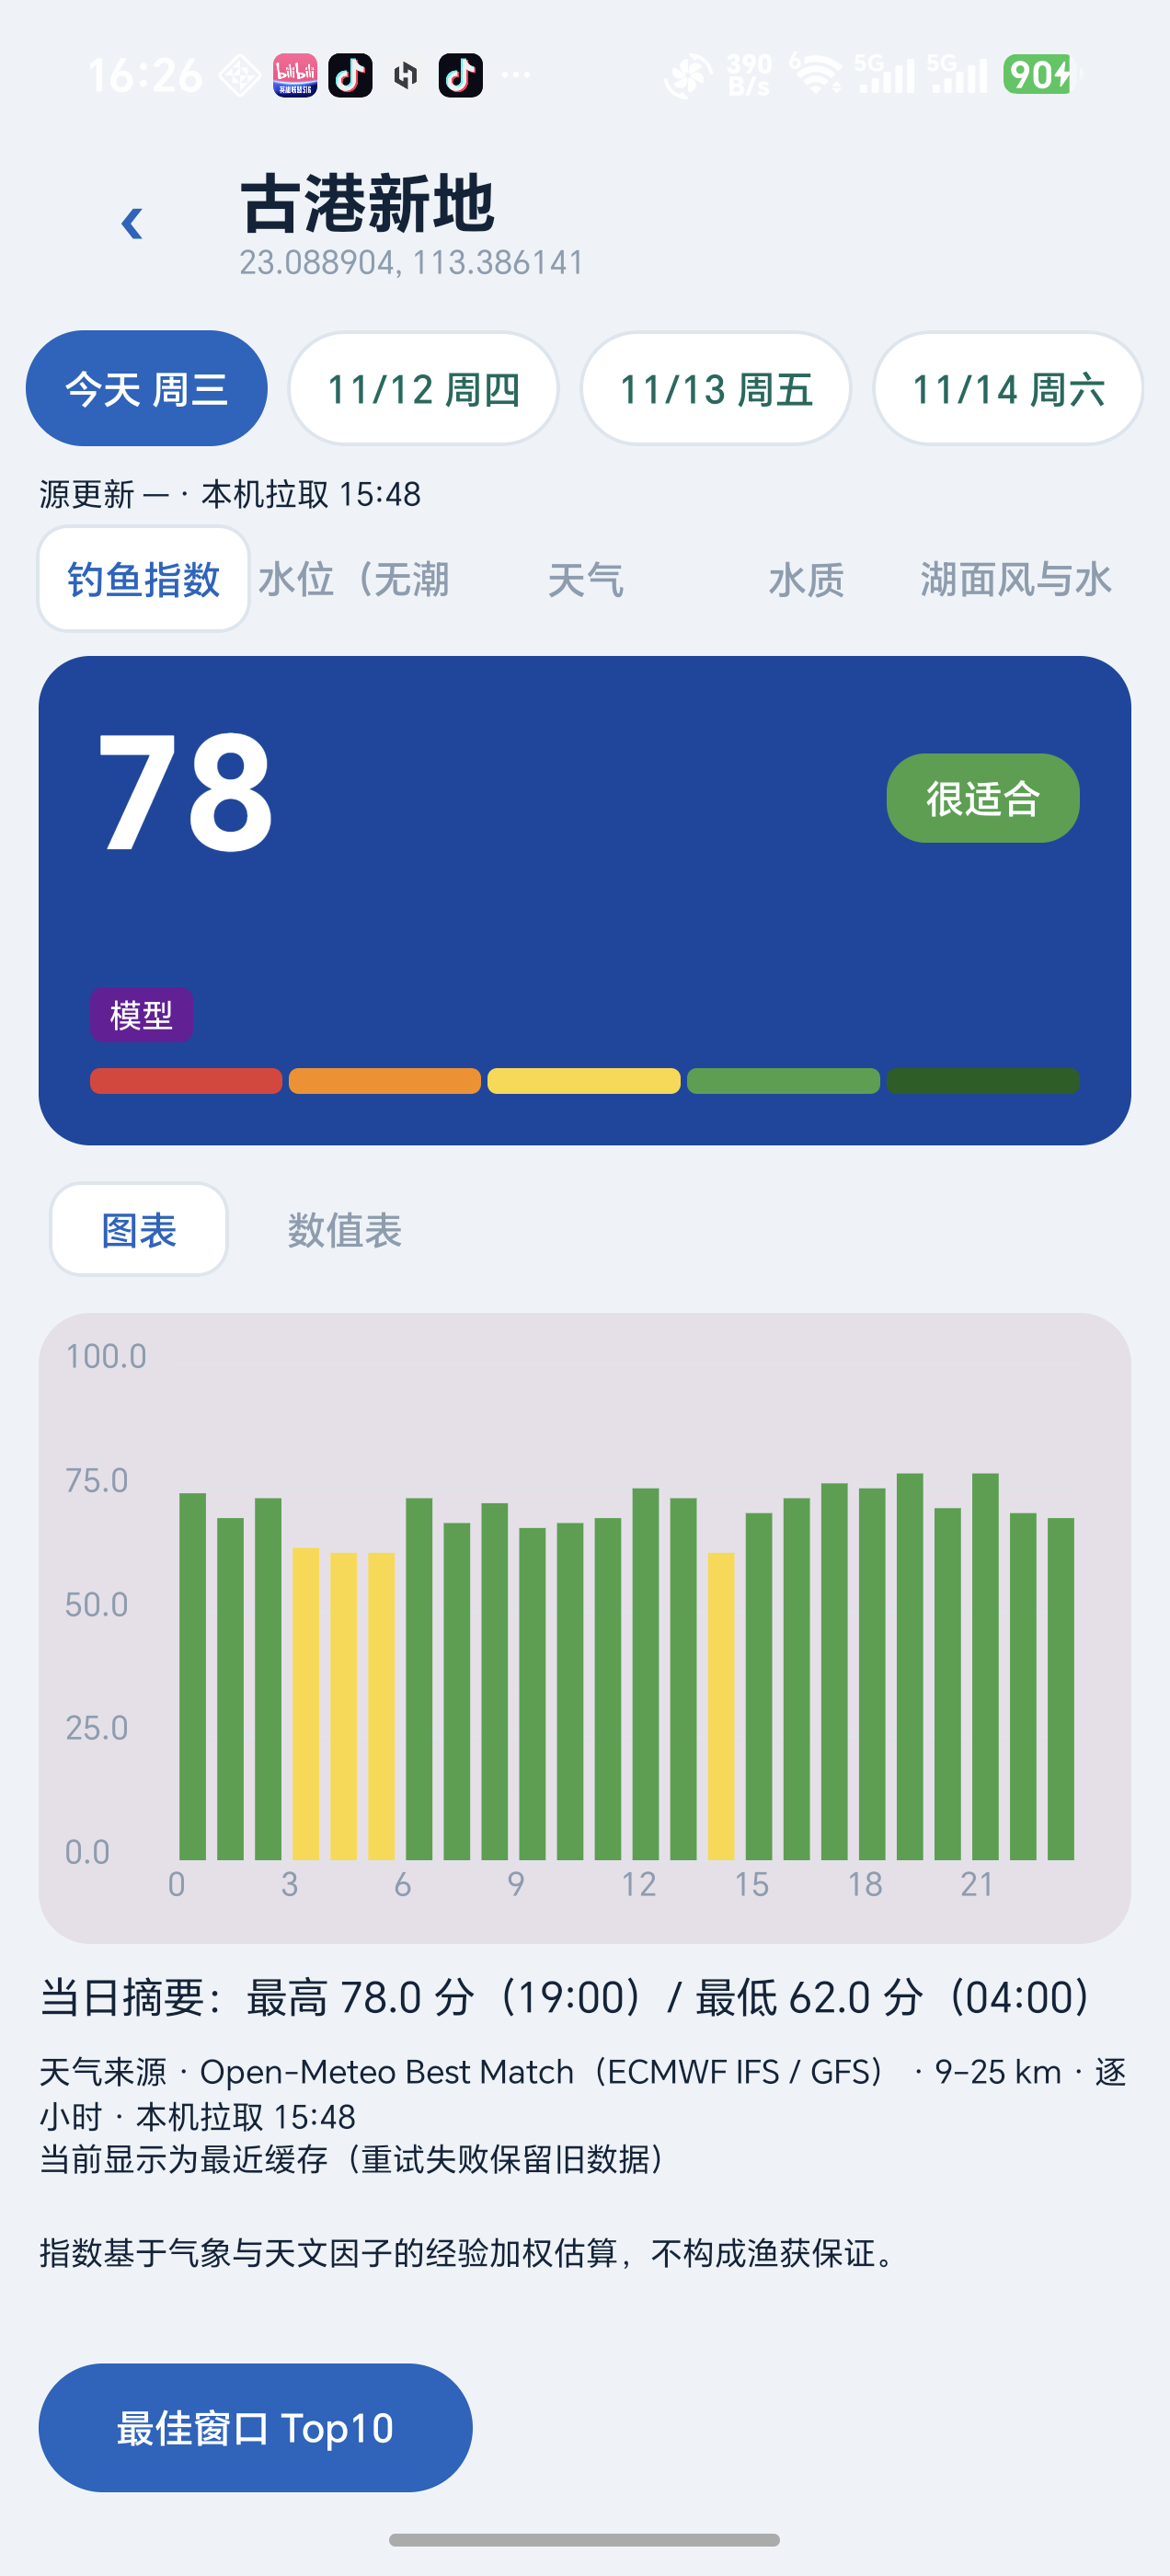 16:26
bilibili
390 B/s
6
5G
5G
90
古港新地
23.088904, 113.386141
今天 周三
11/12 周四
11/13 周五
11/14 周六
源更新 — · 本机拉取 15:48
钓鱼指数
水位（无潮
天气
水质
湖面风与水
78
很适合
模型
图表
数值表
100.0
75.0
50.0
25.0
0.0
0 3 6 9 12 15 18 21
当日摘要：最高 78.0 分（19:00）/ 最低 62.0 分（04:00）
天气来源 · Open-Meteo Best Match（ECMWF IFS / GFS） · 9–25 km · 逐
小时 · 本机拉取 15:48
当前显示为最近缓存（重试失败保留旧数据）
指数基于气象与天文因子的经验加权估算，不构成渔获保证。
最佳窗口 Top10